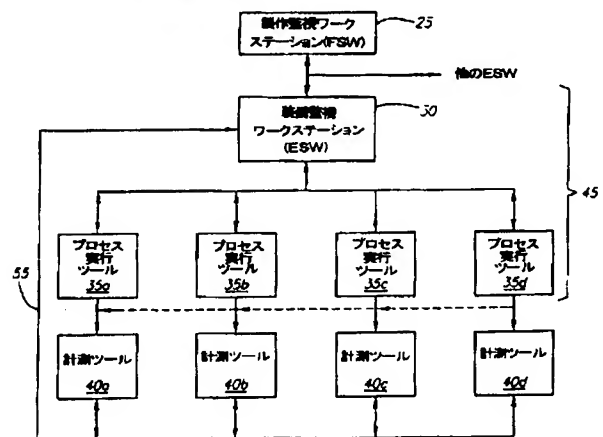 製作監視ワーク
ステーション(FSW)
25
他のESW
装備監視
ワークステーション
(ESW)
30
45
プロセス
実行
ツール
35a
プロセス
実行
ツール
35b
プロセス
実行
ツール
35c
プロセス
実行
ツール
35d
55
計測ツール
40a
計測ツール
40b
計測ツール
40c
計測ツール
40d